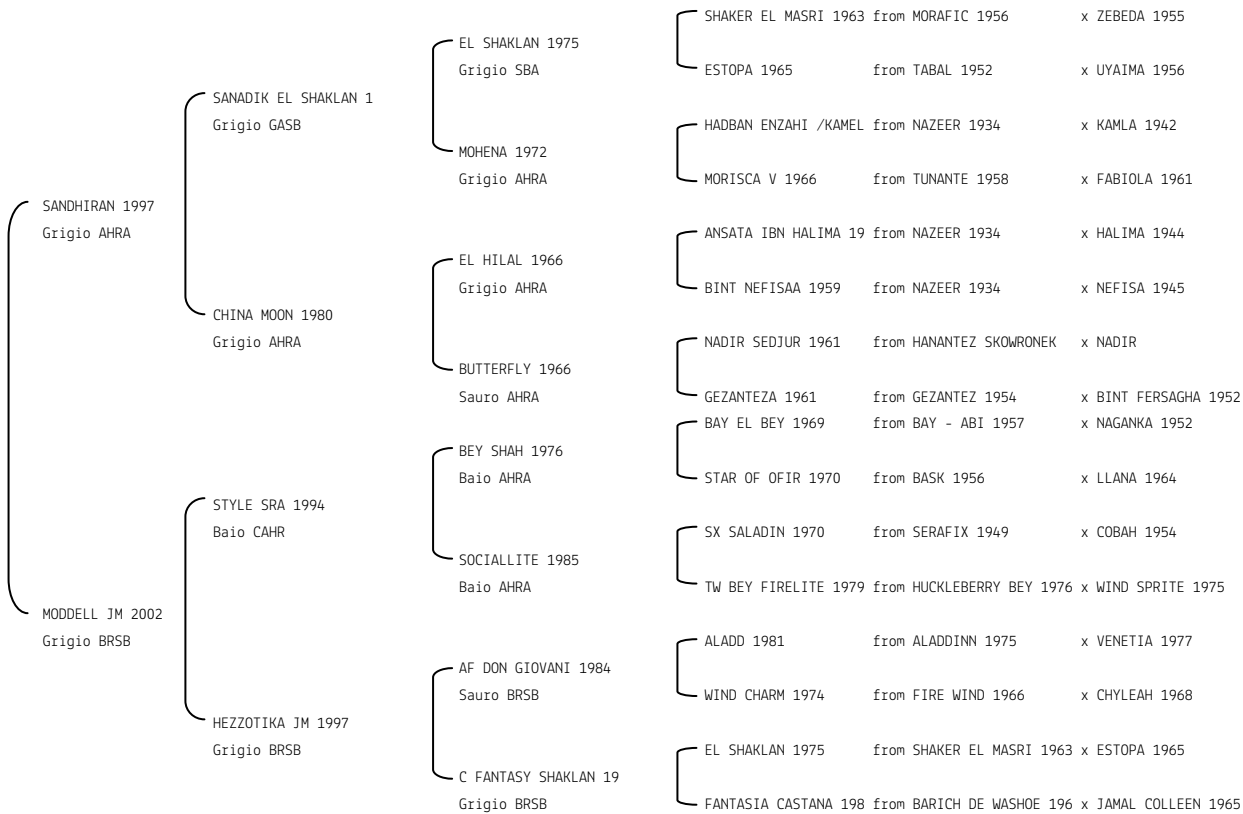 SHAKER EL MASRI 1963 from MORAFIC 1956 x ZEBEDA 1955
EL SHAKLAN 1975
Grigio SBA
ESTOPA 1965 from TABAL 1952 x UYAIMA 1956
SANADIK EL SHAKLAN 1
Grigio GASB
HADBAN ENZAHI /KAMEL from NAZEER 1934 x KAMLA 1942
MOHENA 1972
Grigio AHRA
MORISCA V 1966 from TUNANTE 1958 x FABIOLA 1961
SANDHIRAN 1997
Grigio AHRA
ANSATA IBN HALIMA 19 from NAZEER 1934 x HALIMA 1944
EL HILAL 1966
Grigio AHRA
BINT NEFISAA 1959 from NAZEER 1934 x NEFISA 1945
CHINA MOON 1980
Grigio AHRA
NADIR SEDJUR 1961 from HANANTEZ SKOWRONEK x NADIR
BUTTERFLY 1966
Sauro AHRA
GEZANTEZA 1961 from GEZANTEZ 1954 x BINT FERSAGHA 1952
BAY EL BEY 1969 from BAY - ABI 1957 x NAGANKA 1952
BEY SHAH 1976
Baio AHRA
STAR OF OFIR 1970 from BASK 1956 x LLANA 1964
STYLE SRA 1994
Baio CAHR
SX SALADIN 1970 from SERAFIX 1949 x COBAH 1954
SOCIALLITE 1985
Baio AHRA
TW BEY FIRELITE 1979 from HUCKLEBERRY BEY 1976 x WIND SPRITE 1975
MODDELL JM 2002
Grigio BRSB
ALADD 1981 from ALADDINN 1975 x VENETIA 1977
AF DON GIOVANI 1984
Sauro BRSB
WIND CHARM 1974 from FIRE WIND 1966 x CHYLEAH 1968
HEZZOTIKA JM 1997
Grigio BRSB
EL SHAKLAN 1975 from SHAKER EL MASRI 1963 x ESTOPA 1965
C FANTASY SHAKLAN 19
Grigio BRSB
FANTASIA CASTANA 198 from BARICH DE WASHOE 196 x JAMAL COLLEEN 1965